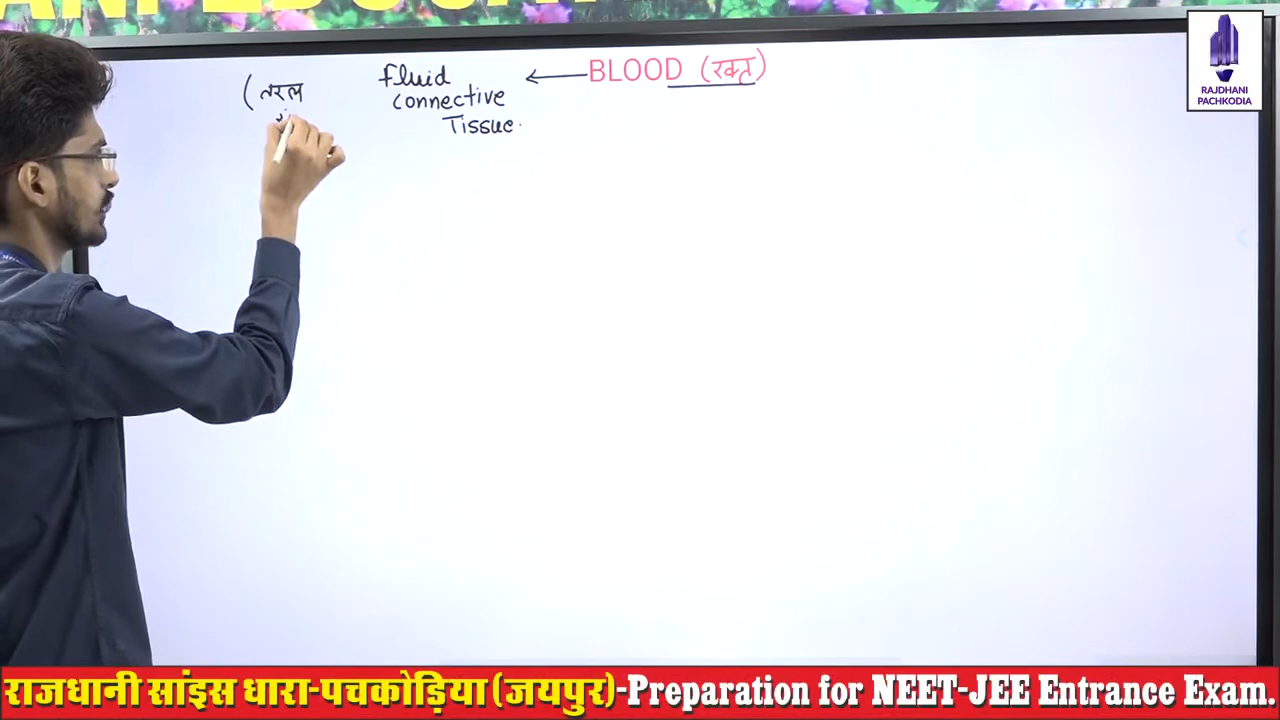 BLOOD (रक्त)
fluid
connective
Tissue.
(तरल
RAJDHANI
PACHKODIA
राजधानी साइंस धारा-पचकोड़िया (जयपुर)-Preparation for NEET-JEE Entrance Exam.